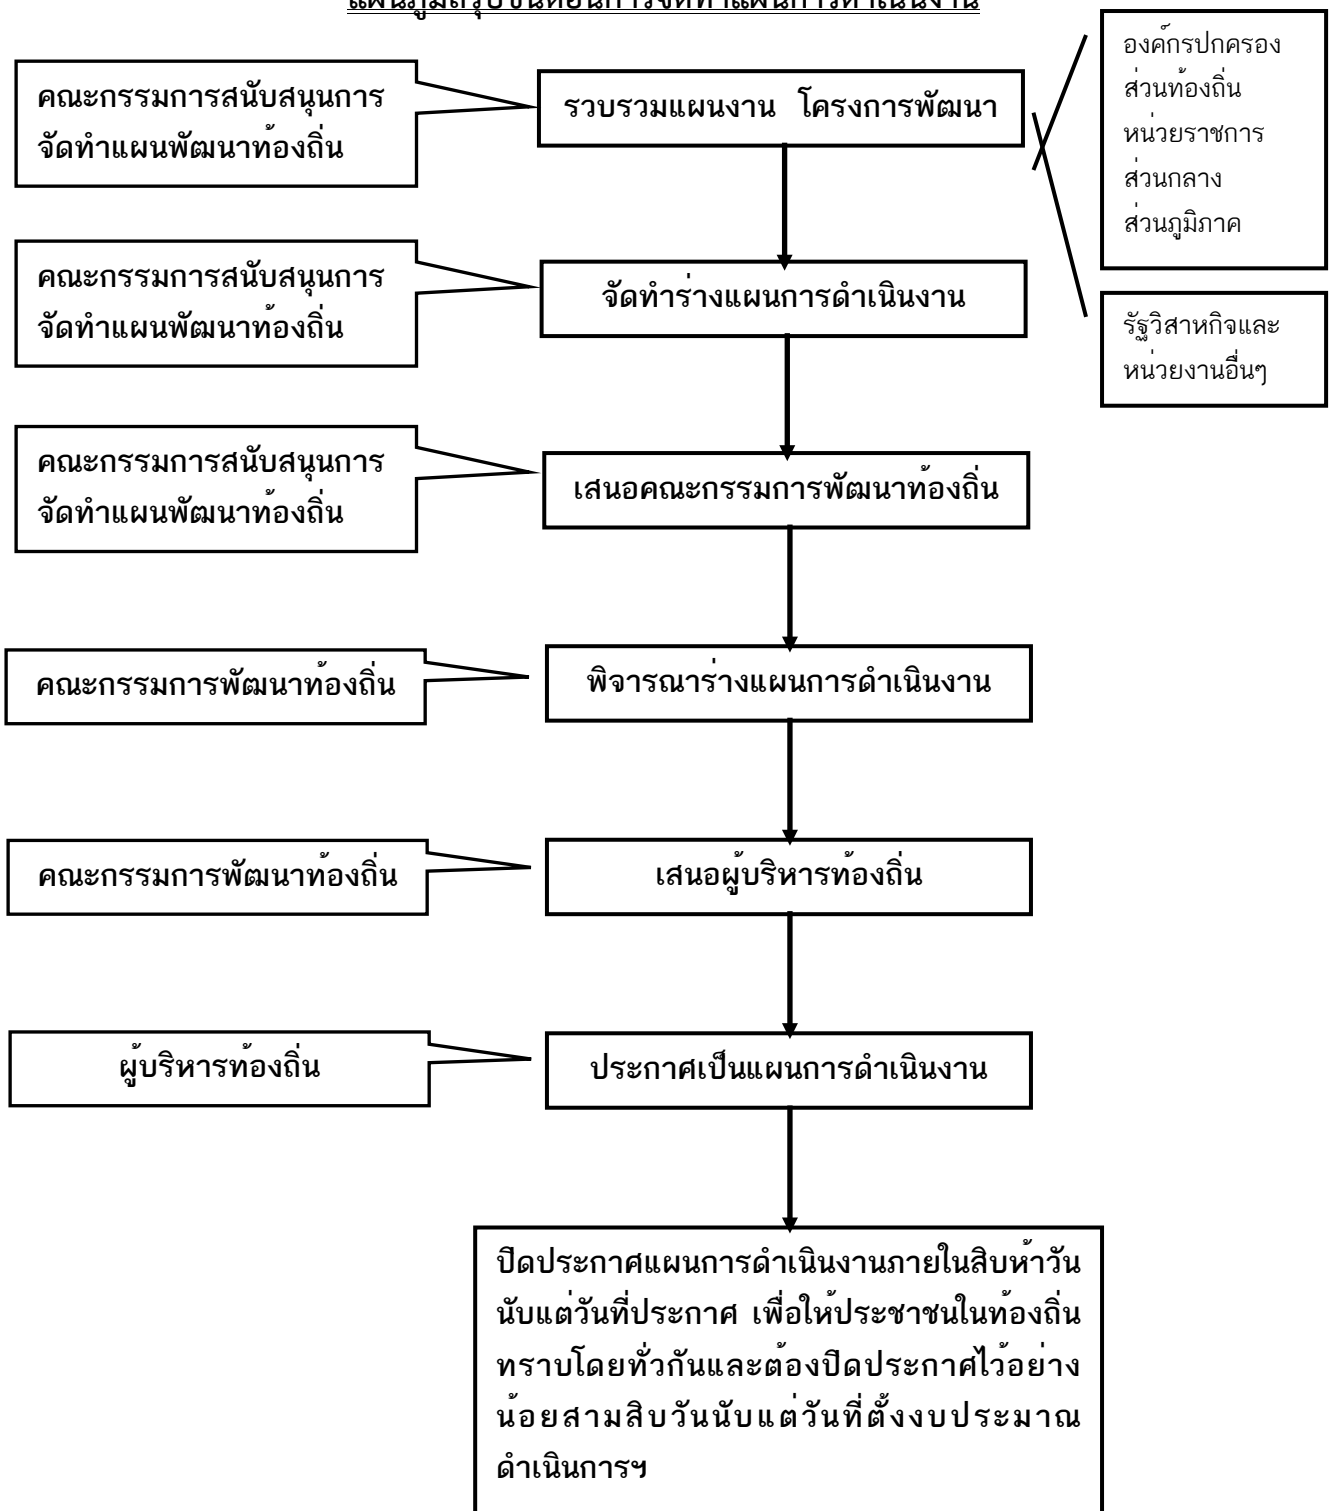 แผนภูมิสรุปขั้นตอนการจัดทำแผนการดำเนินงาน
คณะกรรมการสนับสนุนการ
จัดทำแผนพัฒนาท้องถิ่น
รวบรวมแผนงาน โครงการพัฒนา
องค์กรปกครอง
ส่วนท้องถิ่น
หน่วยราชการ
ส่วนกลาง
ส่วนภูมิภาค
คณะกรรมการสนับสนุนการ
จัดทำแผนพัฒนาท้องถิ่น
จัดทำร่างแผนการดำเนินงาน
รัฐวิสาหกิจและ
หน่วยงานอื่นๆ
คณะกรรมการสนับสนุนการ
จัดทำแผนพัฒนาท้องถิ่น
เสนอคณะกรรมการพัฒนาท้องถิ่น
คณะกรรมการพัฒนาท้องถิ่น
พิจารณาร่างแผนการดำเนินงาน
คณะกรรมการพัฒนาท้องถิ่น
เสนอผู้บริหารท้องถิ่น
ผู้บริหารท้องถิ่น
ประกาศเป็นแผนการดำเนินงาน
ปิดประกาศแผนการดำเนินงานภายในสิบห้าวัน
นับแต่วันที่ประกาศ เพื่อให้ประชาชนในท้องถิ่น
ทราบโดยทั่วกันและต้องปิดประกาศไว้อย่าง
น้อยสามสิบวันนับแต่วันที่ตั้งงบประมาณ
ดำเนินการฯ